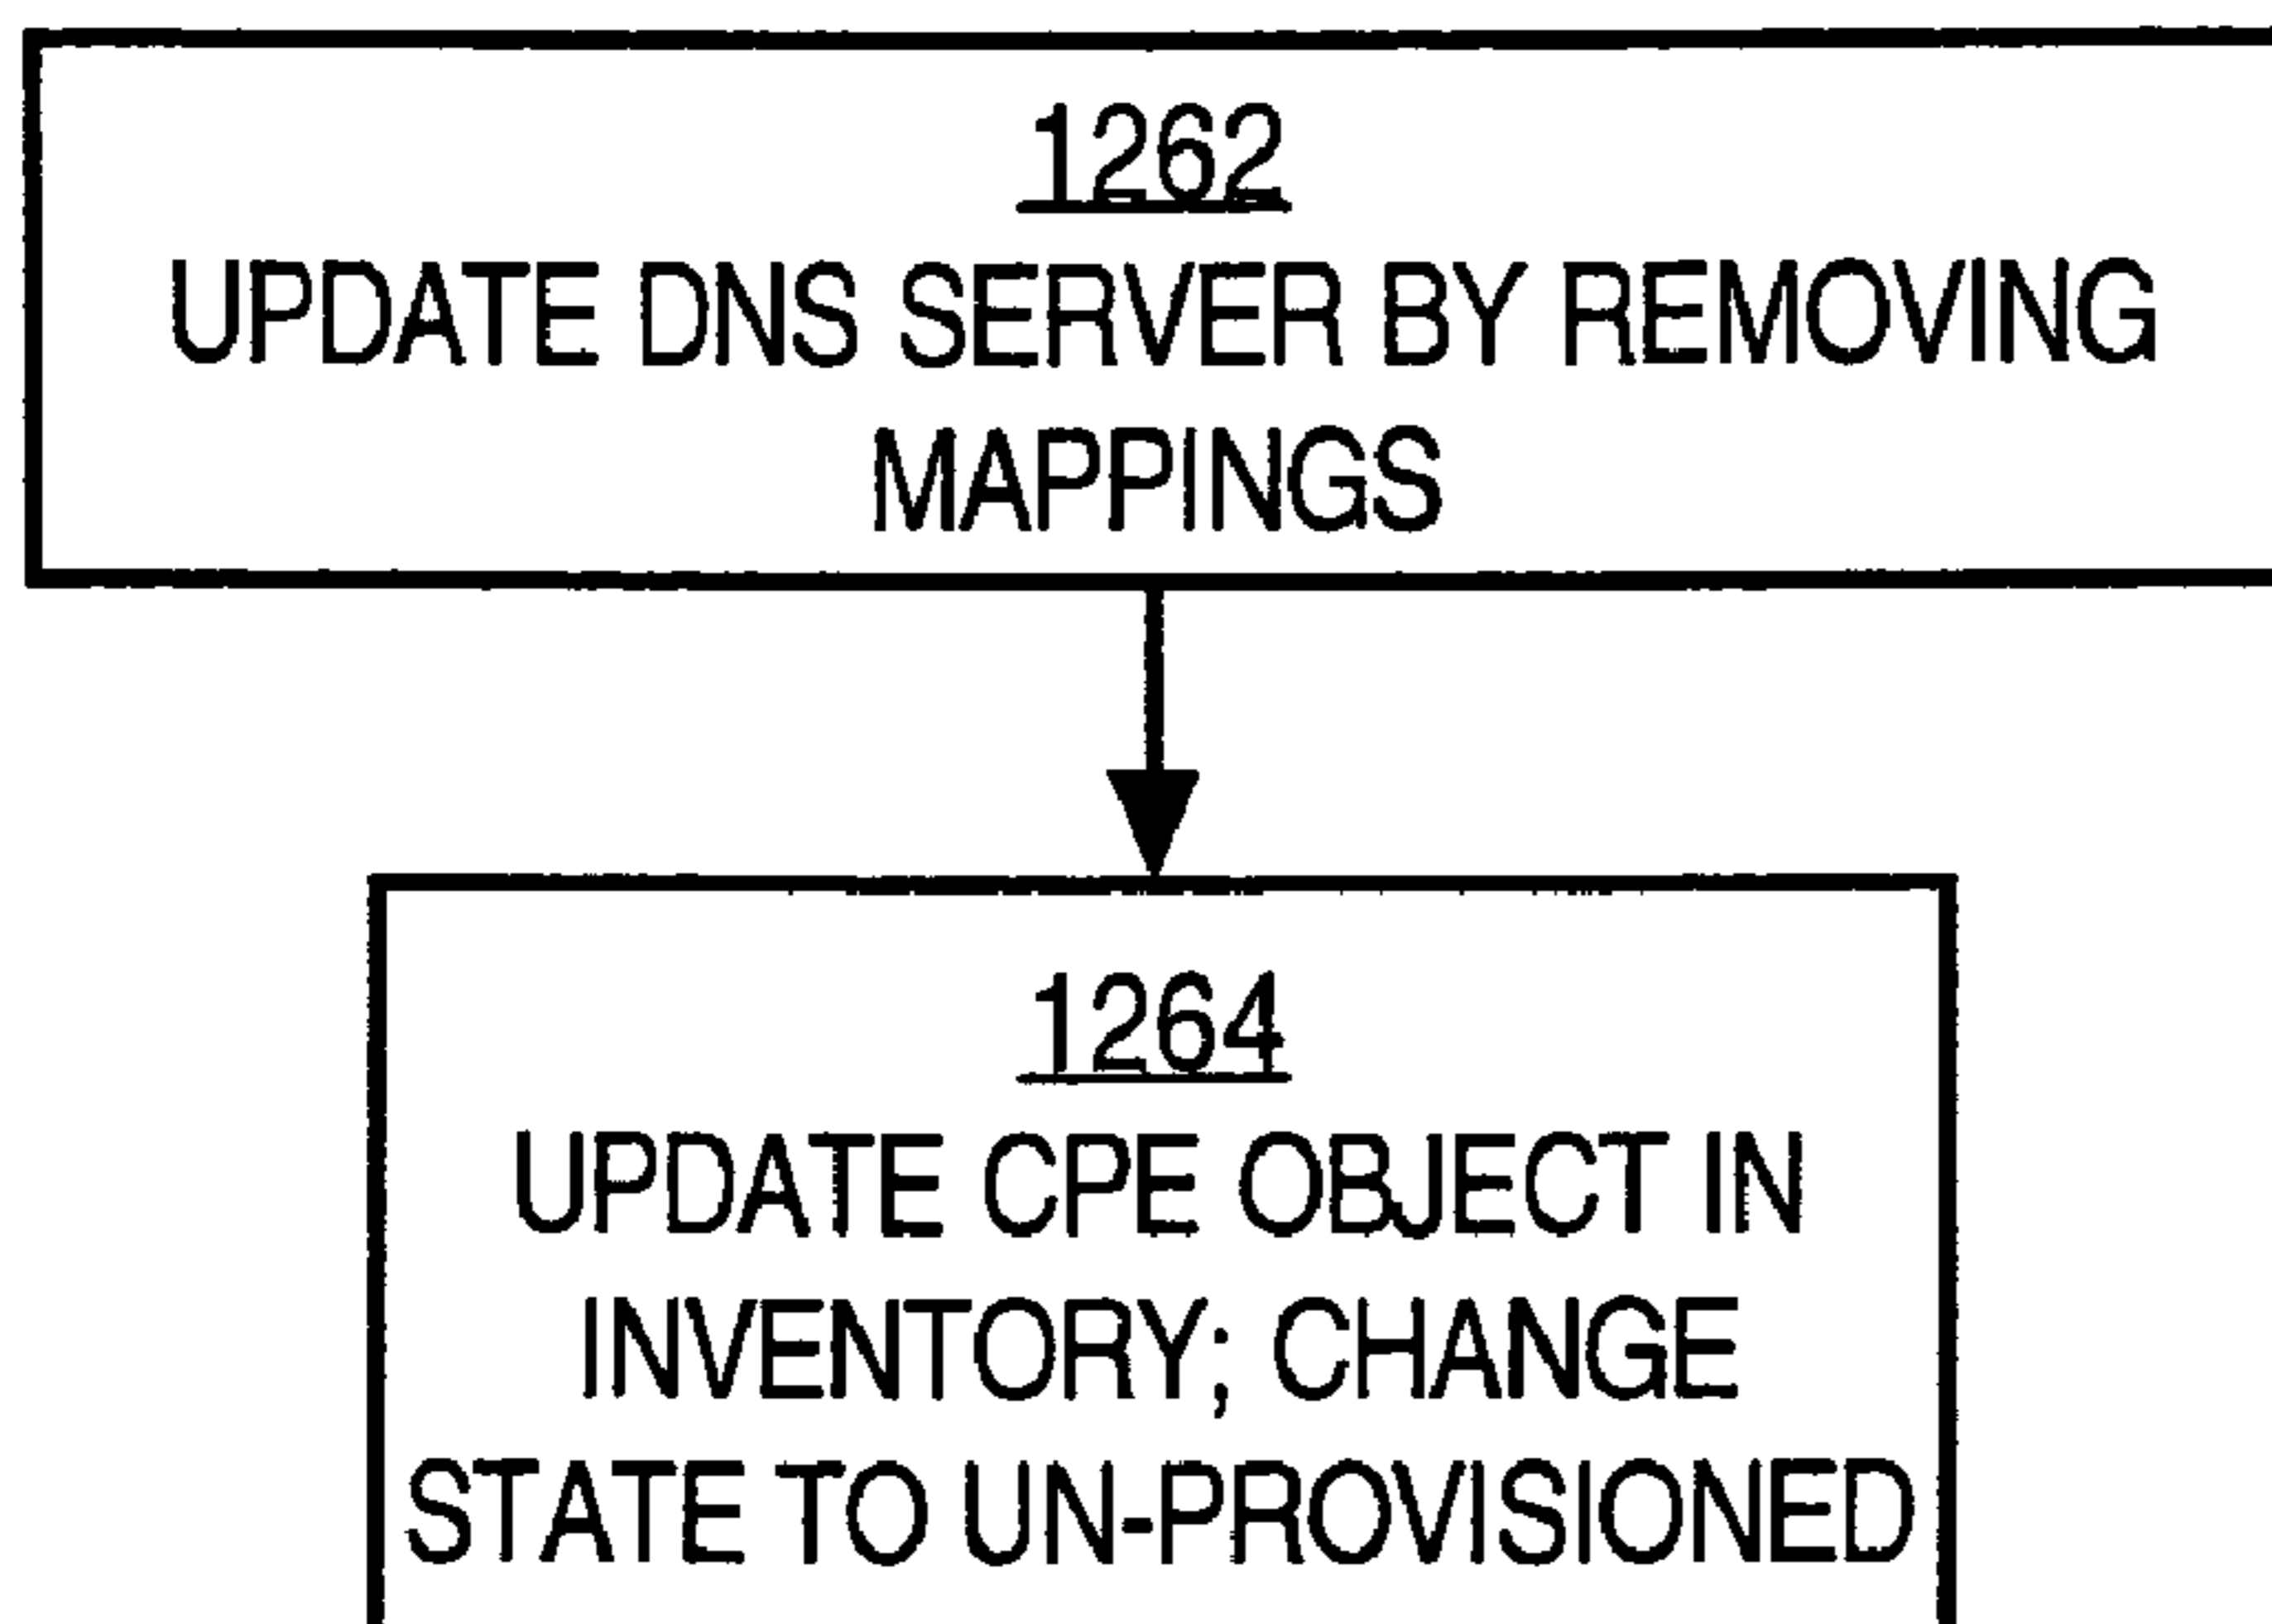 1262
UPDATE DNS SERVER BY REMOVING
MAPPINGS
1264
UPDATE CPE OBJECT IN
INVENTORY; CHANGE
STATE TO UN-PROVISIONED